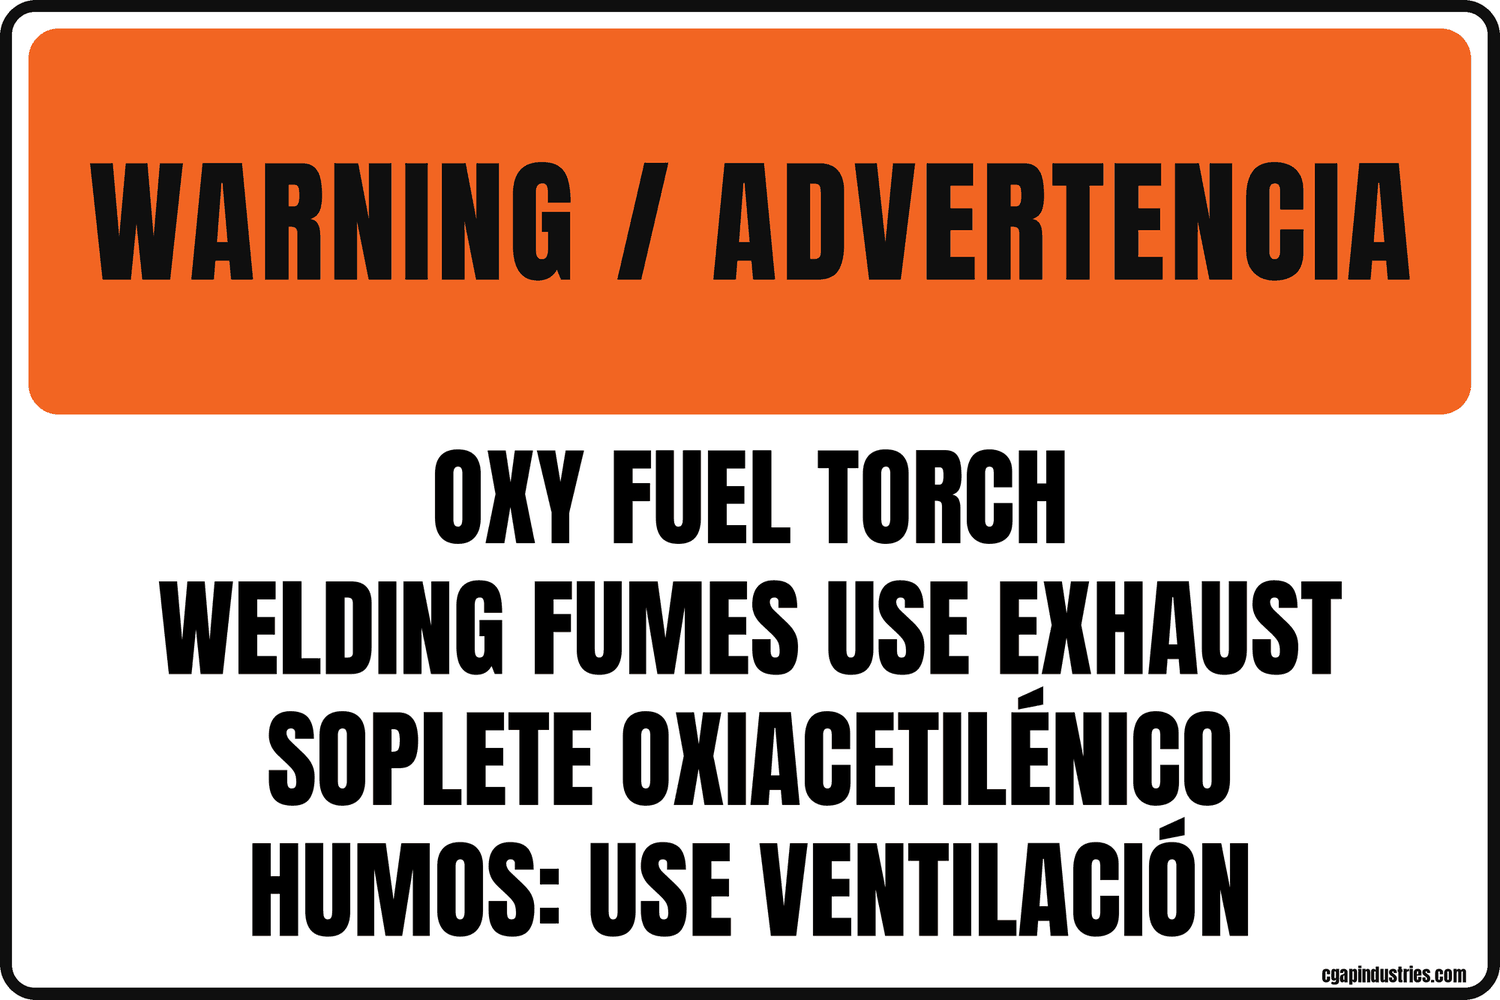 WARNING / ADVERTENCIA
OXY FUEL TORCH
WELDING FUMES USE EXHAUST
SOPLETE OXIACETILÉNICO
HUMOS: USE VENTILACIÓN
cgapindustries.com